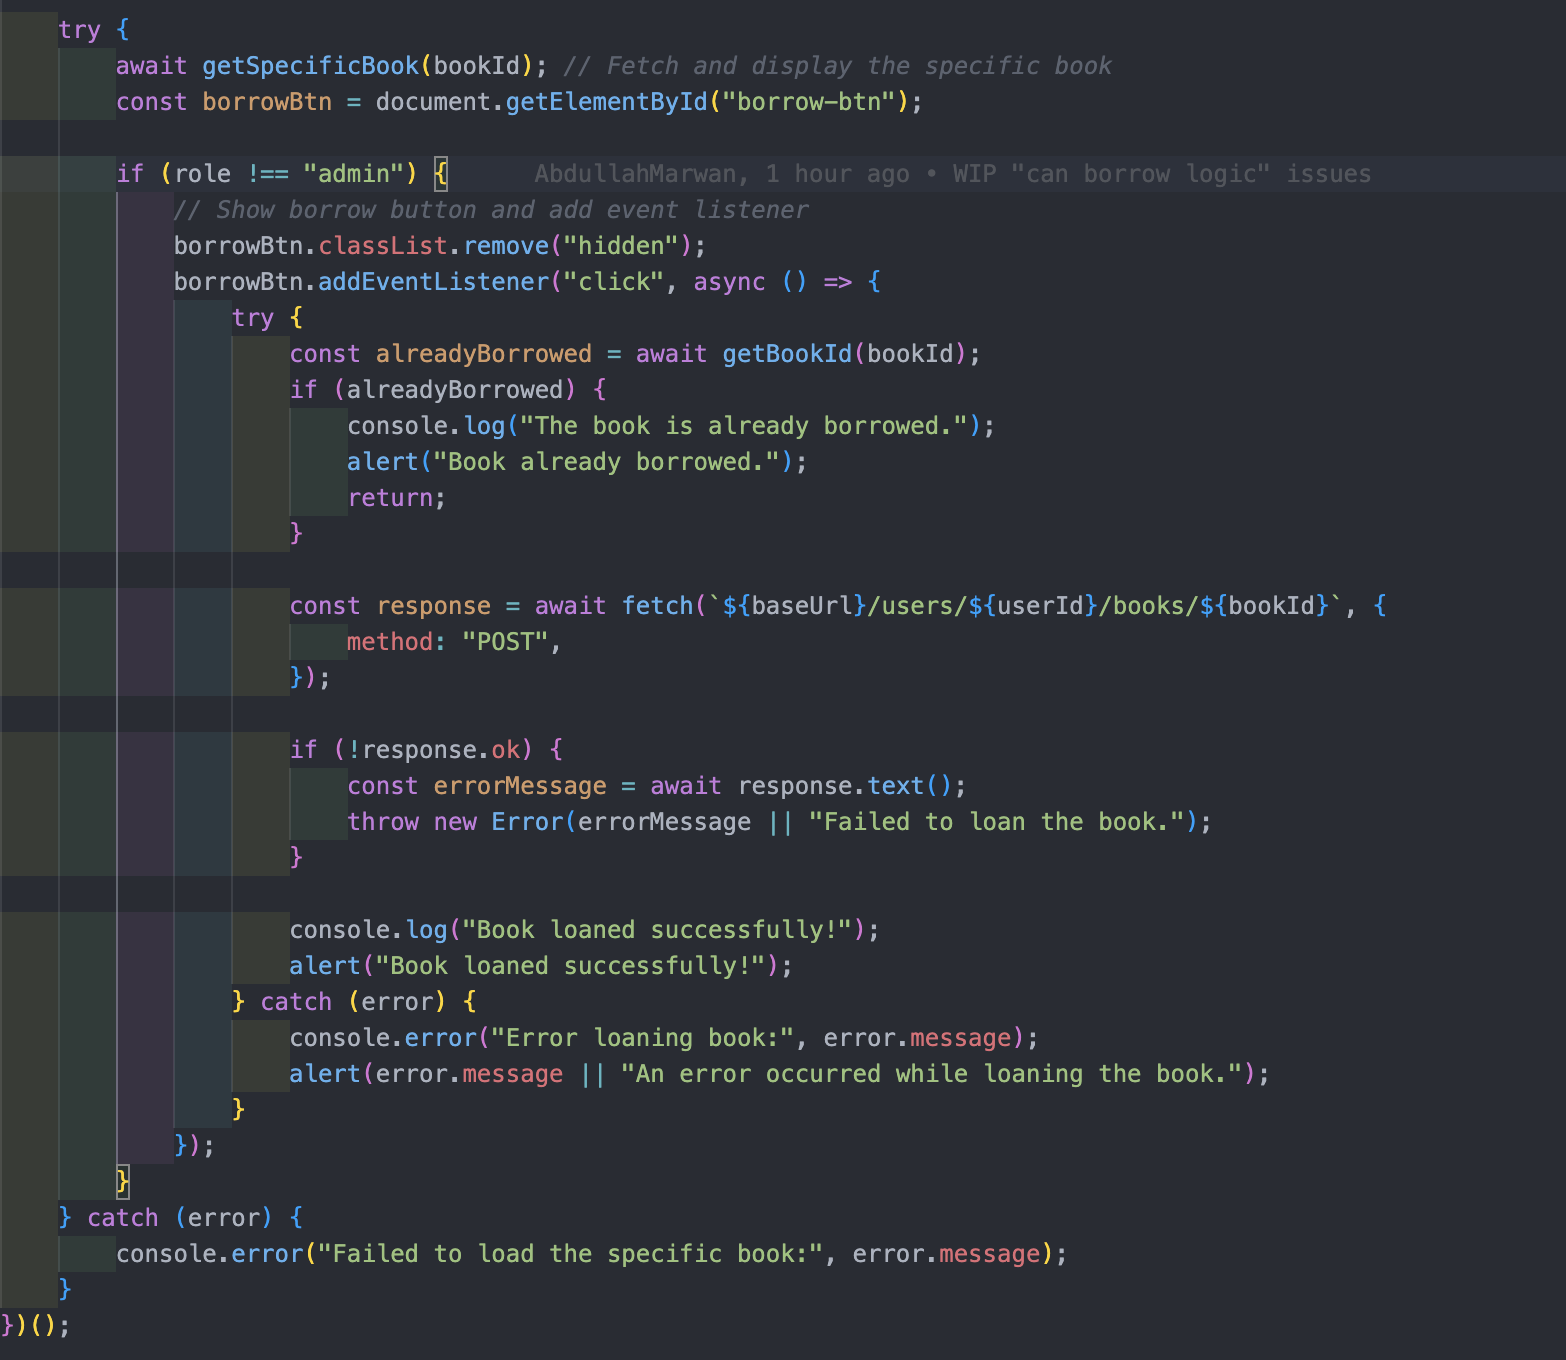 try {
await getSpecificBook(bookId); // Fetch and display the specific book
const borrowBtn = document.getElementById("borrow-btn");
if (role !== "admin") { AbdullahMarwan, 1 hour ago • WIP "can borrow logic" issues
// Show borrow button and add event listener
borrowBtn.classList.remove("hidden");
borrowBtn.addEventListener("click", async () => {
try {
const alreadyBorrowed = await getBookId(bookId);
if (alreadyBorrowed) {
console.log("The book is already borrowed.");
alert("Book already borrowed.");
return;
}
const response = await fetch(`${baseUrl}/users/${userId}/books/${bookId}`, {
method: "POST",
});
if (!response.ok) {
const errorMessage = await response.text();
throw new Error(errorMessage || "Failed to loan the book.");
}
console.log("Book loaned successfully!");
alert("Book loaned successfully!");
} catch (error) {
console.error("Error loaning book:", error.message);
alert(error.message || "An error occurred while loaning the book.");
}
});
}
} catch (error) {
console.error("Failed to load the specific book:", error.message);
}
})();